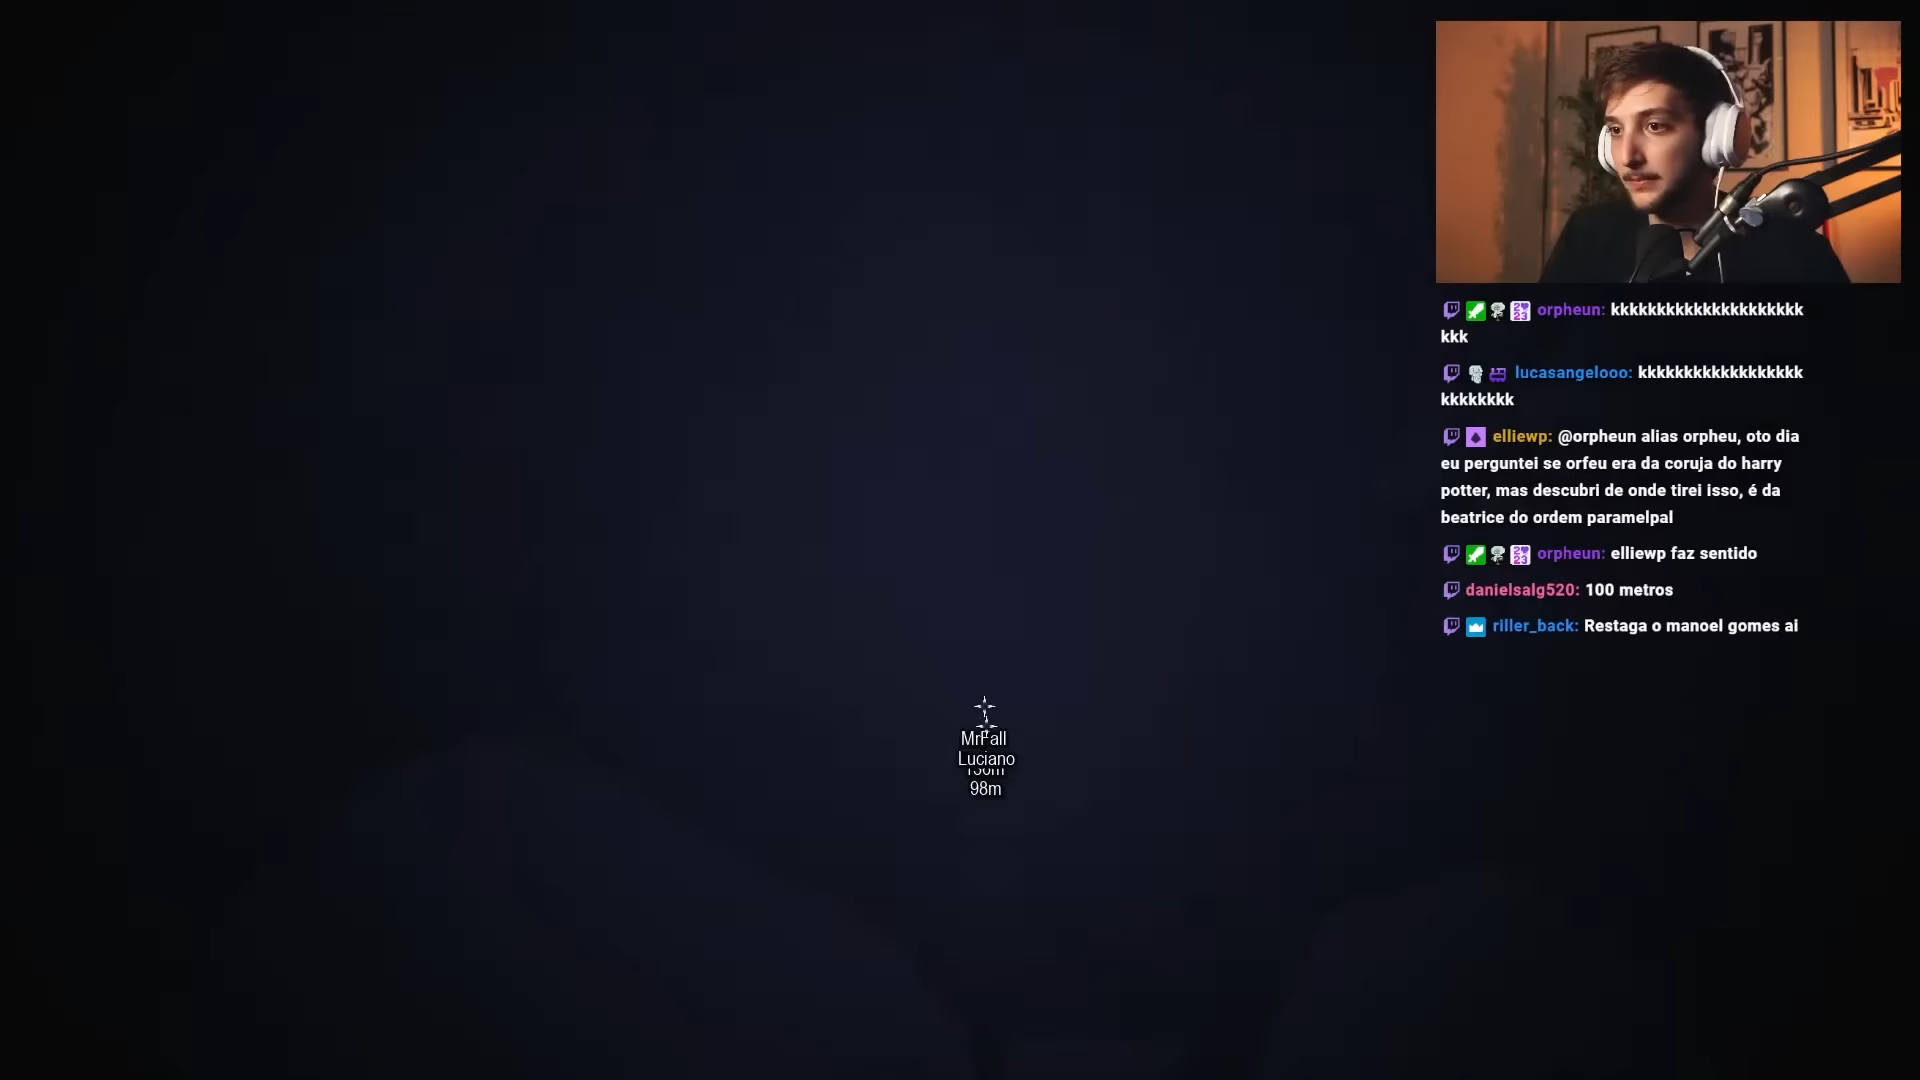 orpheun: kkkkkkkkkkkkkkkkkkkkk
kkk
lucasangelooo: kkkkkkkkkkkkkkkkkk
kkkkkkkk
elliewp: @orpheun alias orpheu, oto dia
eu perguntei se orfeu era da coruja do harry
potter, mas descubri de onde tirei isso, é da
beatrice do ordem paramelpal
orpheun: elliewp faz sentido
danielsalg520: 100 metros
riller_back: Restaga o manoel gomes ai
MrFall
Luciano
98m